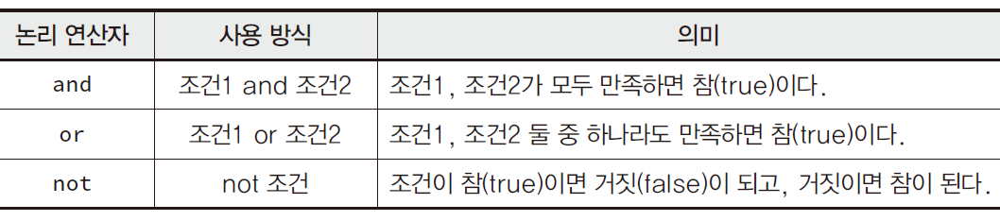 논리 연산자 사용 방식 의미
and 조건1 and 조건2 조건1, 조건2가 모두 만족하면 참(true)이다.
or 조건1 or 조건2 조건1, 조건2 둘 중 하나라도 만족하면 참(true)이다.
not not 조건 조건이 참(true)이면 거짓(false)이 되고, 거짓이면 참이 된다.